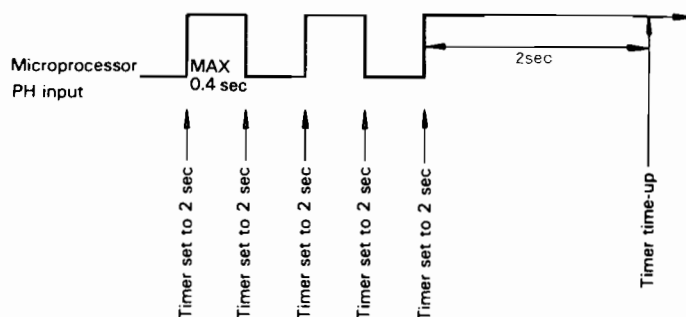 Microprocessor
PH input
MAX
0.4 sec
2sec
Timer set to 2 sec
Timer set to 2 sec
Timer set to 2 sec
Timer set to 2 sec
Timer set to 2 sec
Timer time-up